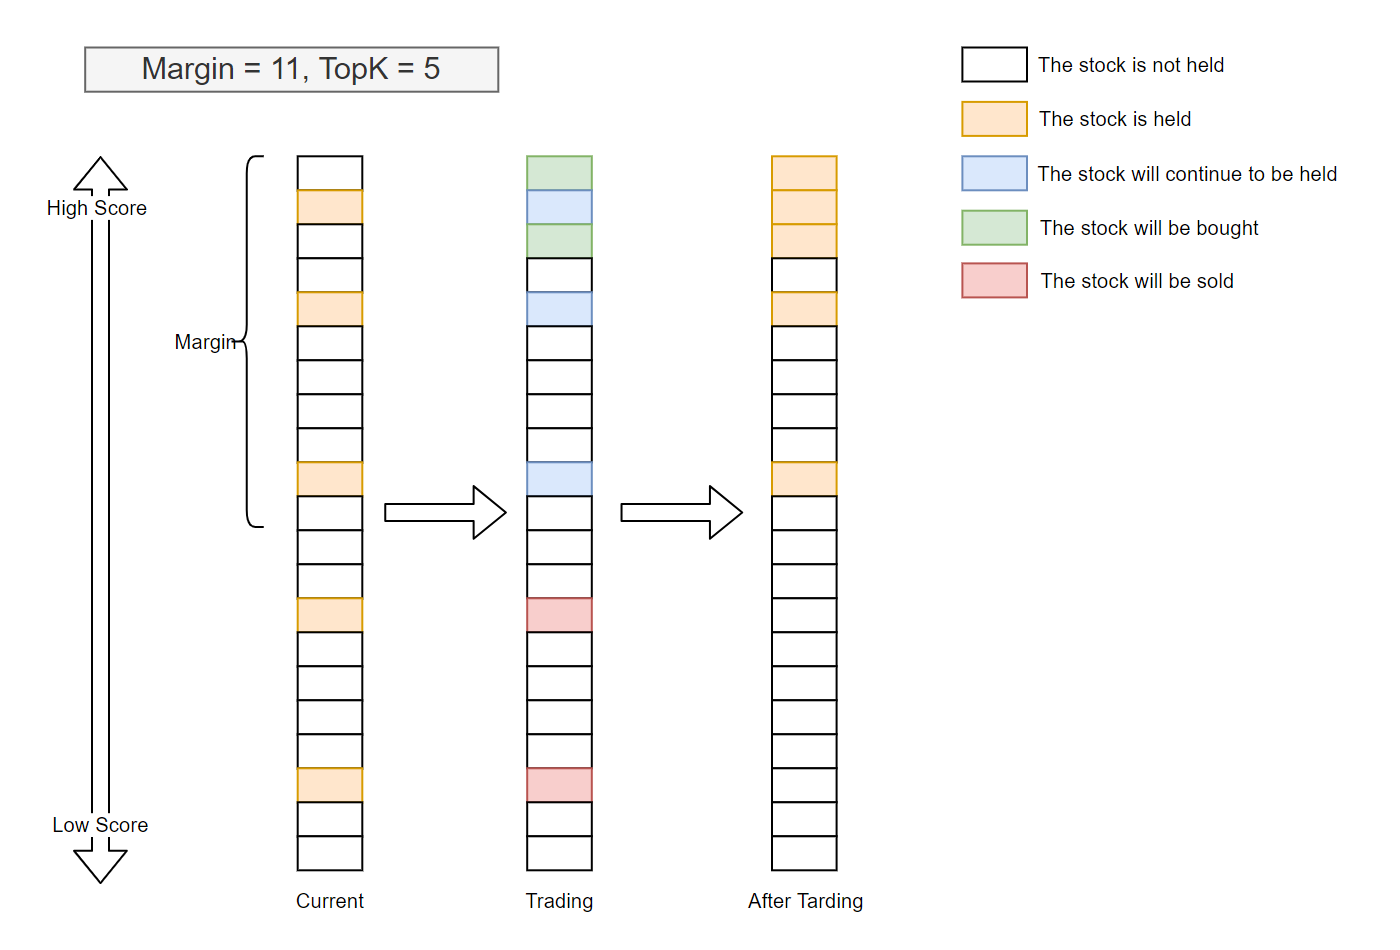 Margin = 11, TopK = 5
The stock is not held
The stock is held
The stock will continue to be held
The stock will be bought
The stock will be sold
High Score
Margin
Low Score
Current
Trading
After Tarding